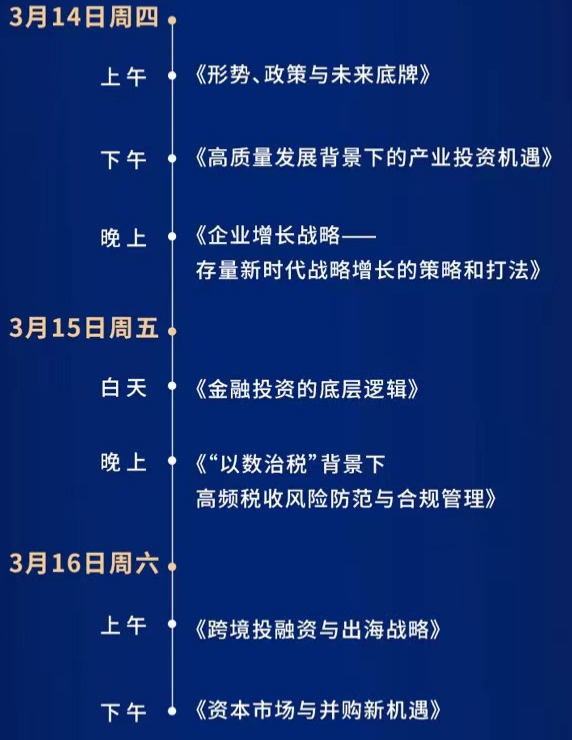 3月14日周四
上午 《形势、政策与未来底牌》
下午 《高质量发展背景下的产业投资机遇》
晚上 《企业增长战略——
存量新时代战略增长的策略和打法》
3月15日周五
白天 《金融投资的底层逻辑》
晚上 《“以数治税”背景下
高频税收风险防范与合规管理》
3月16日周六
上午 《跨境投融资与出海战略》
下午 《资本市场与并购新机遇》